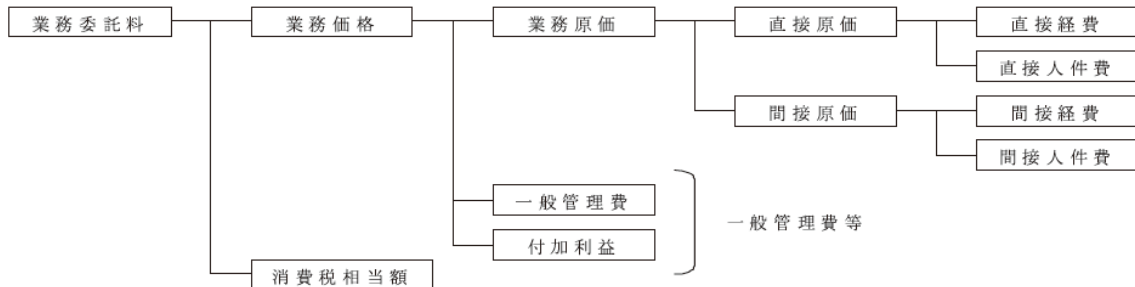 業務委託料
業務価格
業務原価
直接原価
直接経費
直接人件費
間接原価
間接経費
間接人件費
一般管理費
一般管理費等
付加利益
消費税相当額